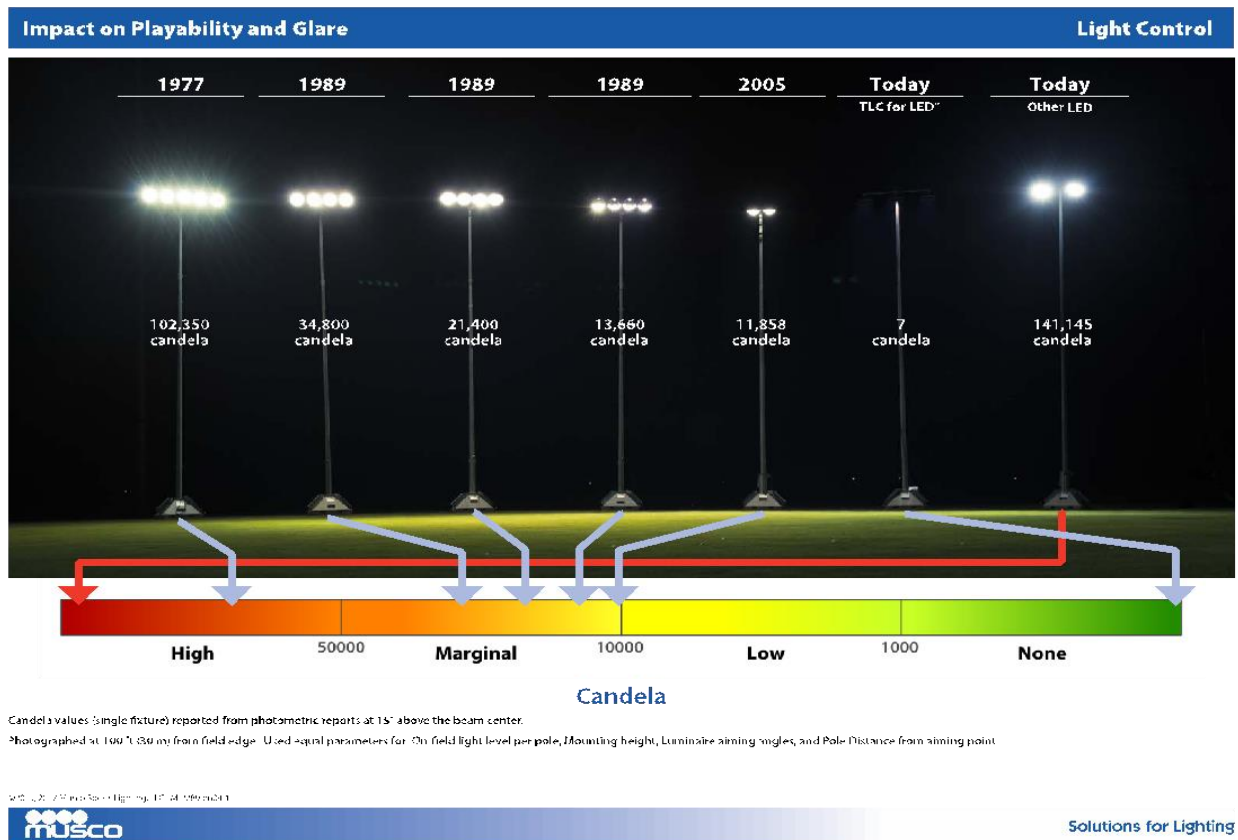 Impact on Playability and Glare
Light Control
1977
1989
1989
1989
2005
Today
TLC for LED™
Today
Other LED
102,350
candela
34,800
candela
21,400
candela
13,660
candela
11,858
candela
7
candela
141,145
candela
High
50000
Marginal
10000
Low
1000
None
Candela
Candela values (single fixture) reported from photometric reports at 15° above the beam center.
Photographed at 100 ft (30 m) from field edge. Used equal parameters for: On-field light level per pole, Mounting height, Luminaire aiming angles, and Pole Distance from aiming point
musco
Solutions for Lighting